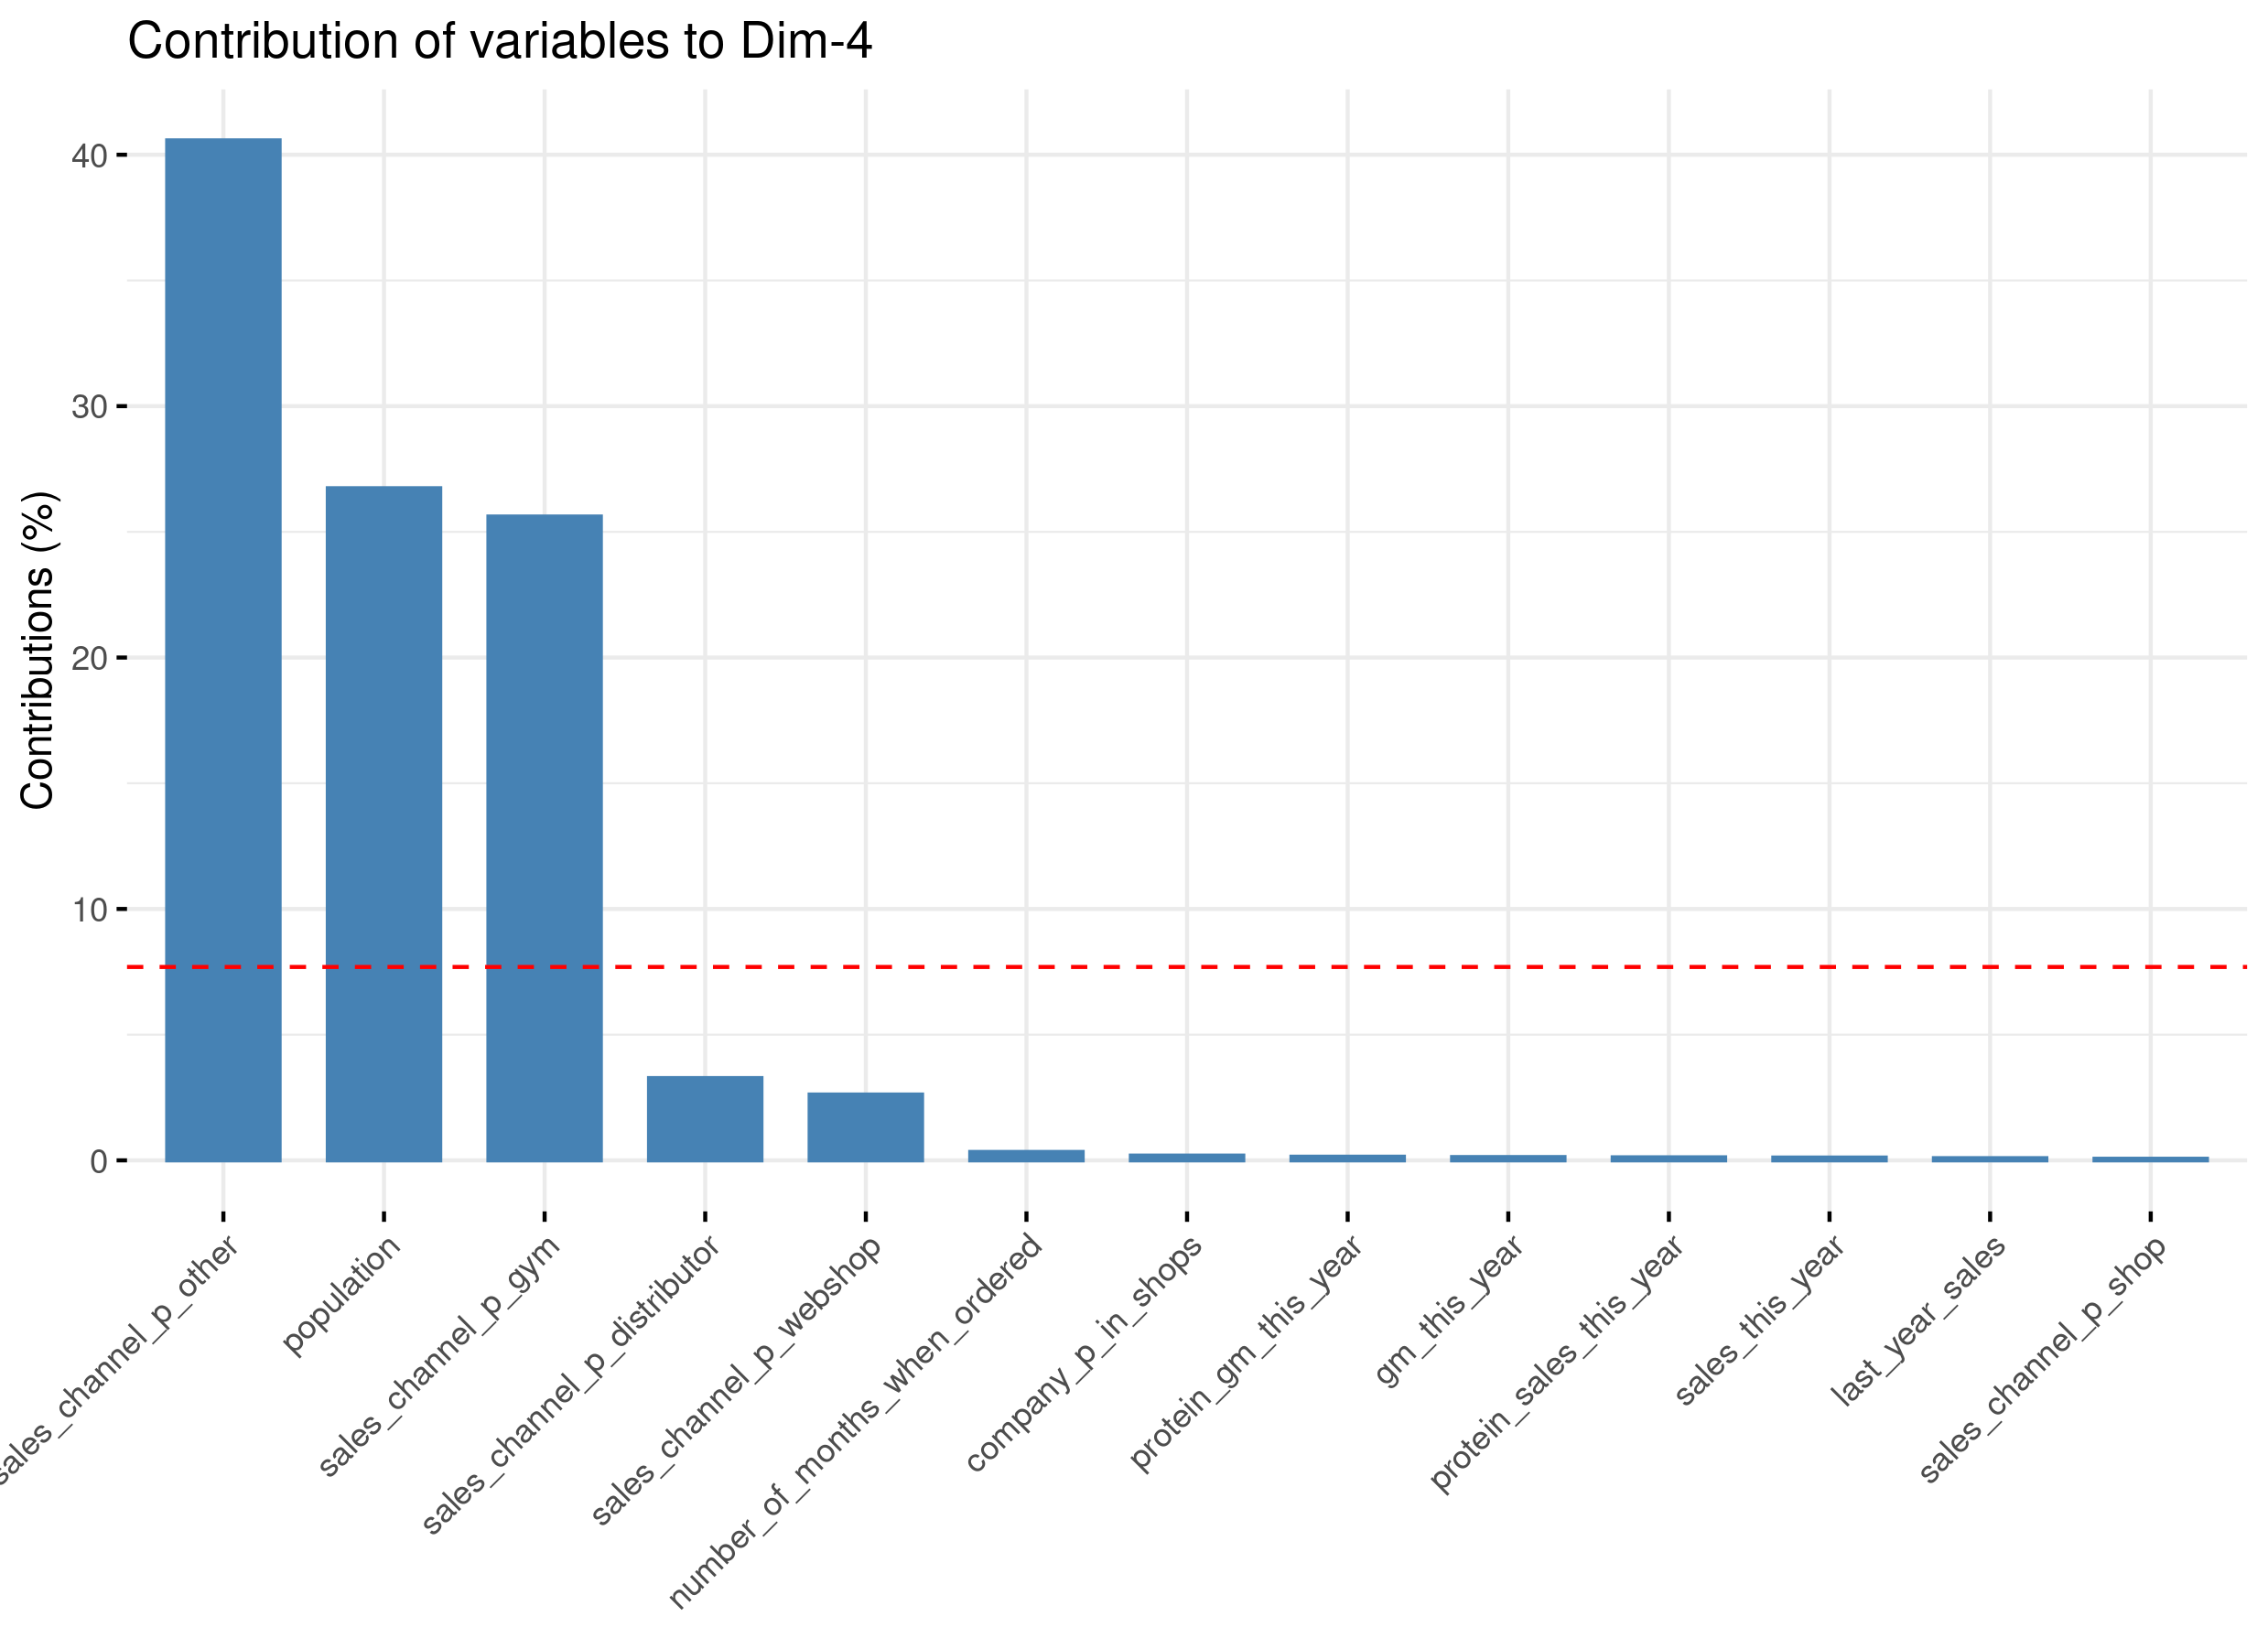 Contribution of variables to Dim-4
Contributions (%)
40
30
20
10
0
sales_channel_p_other
population
sales_channel_p_gym
sales_channel_p_distributor
sales_channel_p_webshop
number_of_months_when_ordered
company_p_in_shops
protein_gm_this_year
gm_this_year
protein_sales_this_year
sales_this_year
last_year_sales
sales_channel_p_shop